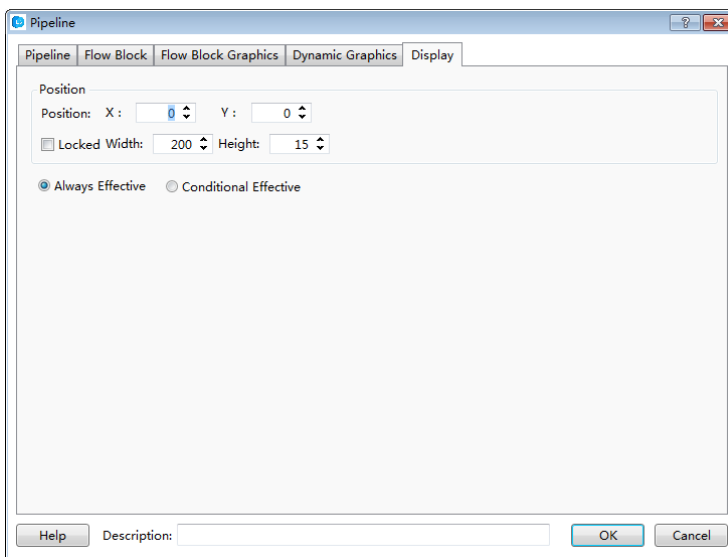 Pipeline
Pipeline Flow Block Flow Block Graphics Dynamic Graphics Display
Position
Position: X : 0 Y : 0
Locked Width: 200 Height: 15
Always Effective Conditional Effective
Help Description: OK Cancel